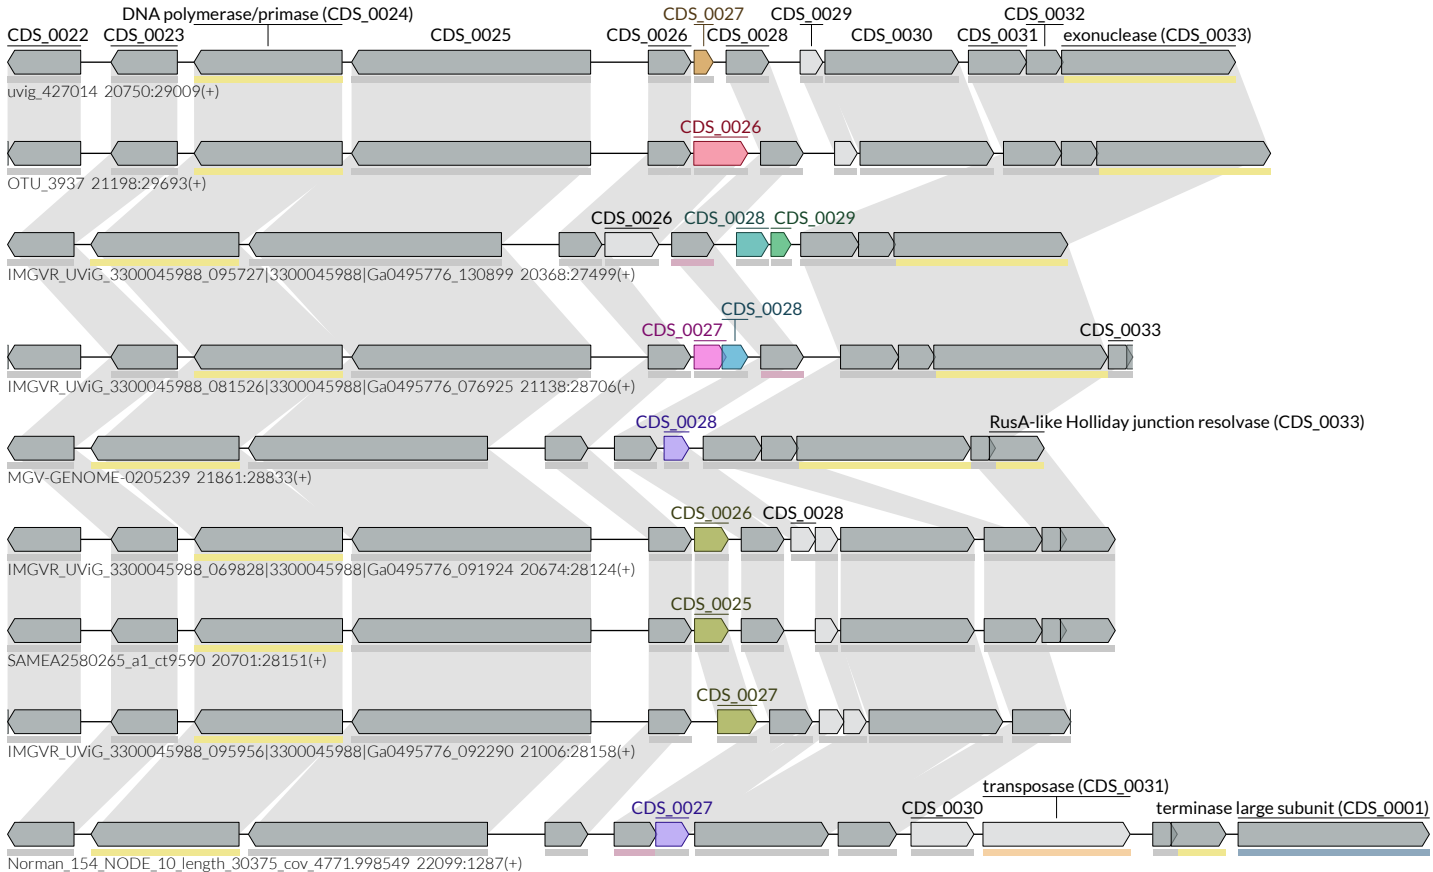 DNA polymerase/primase (CDS_0024) CDS_0027 CDS_0029 CDS_0032
CDS_0022 CDS_0023 CDS_0025 CDS_0026 CDS_0028 CDS_0030 CDS_0031 exonuclease (CDS_0033)
uvig_427014 20750:29009(+)
CDS_0026
OTU_3937 21198:29693(+)
CDS_0026 CDS_0028 CDS_0029
IMGVR_UViG_3300045988_095727|3300045988|Ga0495776_130899 20368:27499(+)
CDS_0028
CDS_0027 CDS_0033
IMGVR_UViG_3300045988_081526|3300045988|Ga0495776_076925 21138:28706(+)
CDS_0028 RusA-like Holliday junction resolvase (CDS_0033)
MGV-GENOME-0205239 21861:28833(+)
CDS_0026 CDS_0028
IMGVR_UViG_3300045988_069828|3300045988|Ga0495776_091924 20674:28124(+)
CDS_0025
SAMEA2580265_a1_ct9590 20701:28151(+)
CDS_0027
IMGVR_UViG_3300045988_095956|3300045988|Ga0495776_092290 21006:28158(+)
transposase (CDS_0031)
CDS_0027 CDS_0030 terminase large subunit (CDS_0001)
Norman_154_NODE_10_length_30375_cov_4771.998549 22099:1287(+)